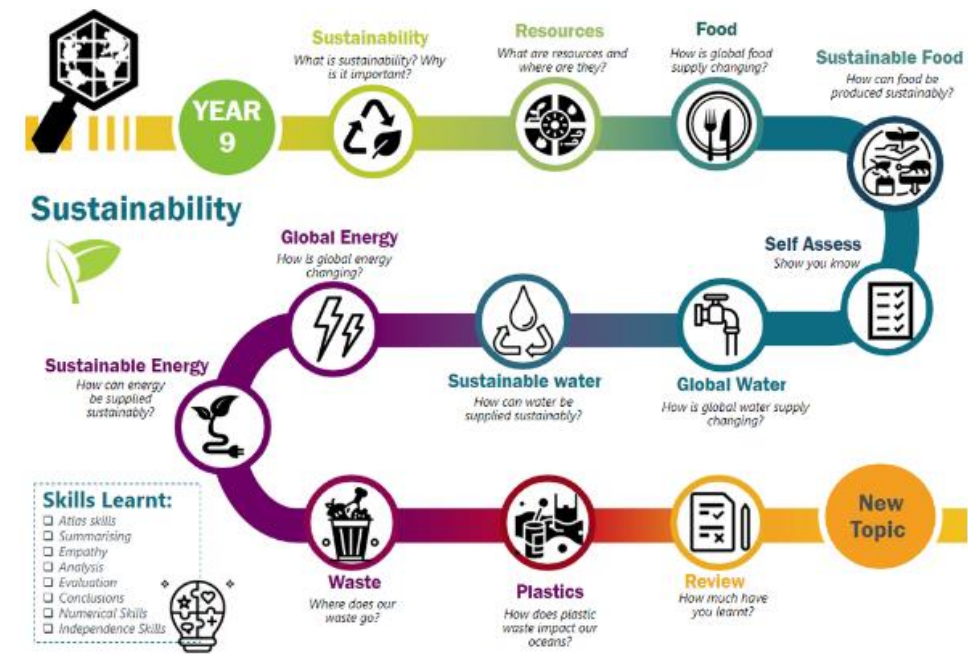 YEAR
9
Sustainability
What is sustainability? Why
is it important?
Resources
What are resources and
where are they?
Food
How is global food
supply changing?
Sustainable Food
How can food be
produced sustainably?
Sustainability
Self Assess
Show you know
Global Water
How is global water supply
changing?
Sustainable water
How can water be
supplied sustainably?
Global Energy
How is global energy
changing?
Sustainable Energy
How can energy
be supplied
sustainably?
Waste
Where does our
waste go?
Plastics
How does plastic
waste impact our
oceans?
Review
How much have
you learnt?
New
Topic
Skills Learnt:
Atlas skills
Summarising
Empathy
Analysis
Evaluation
Conclusions
Numerical Skills
Independence Skills